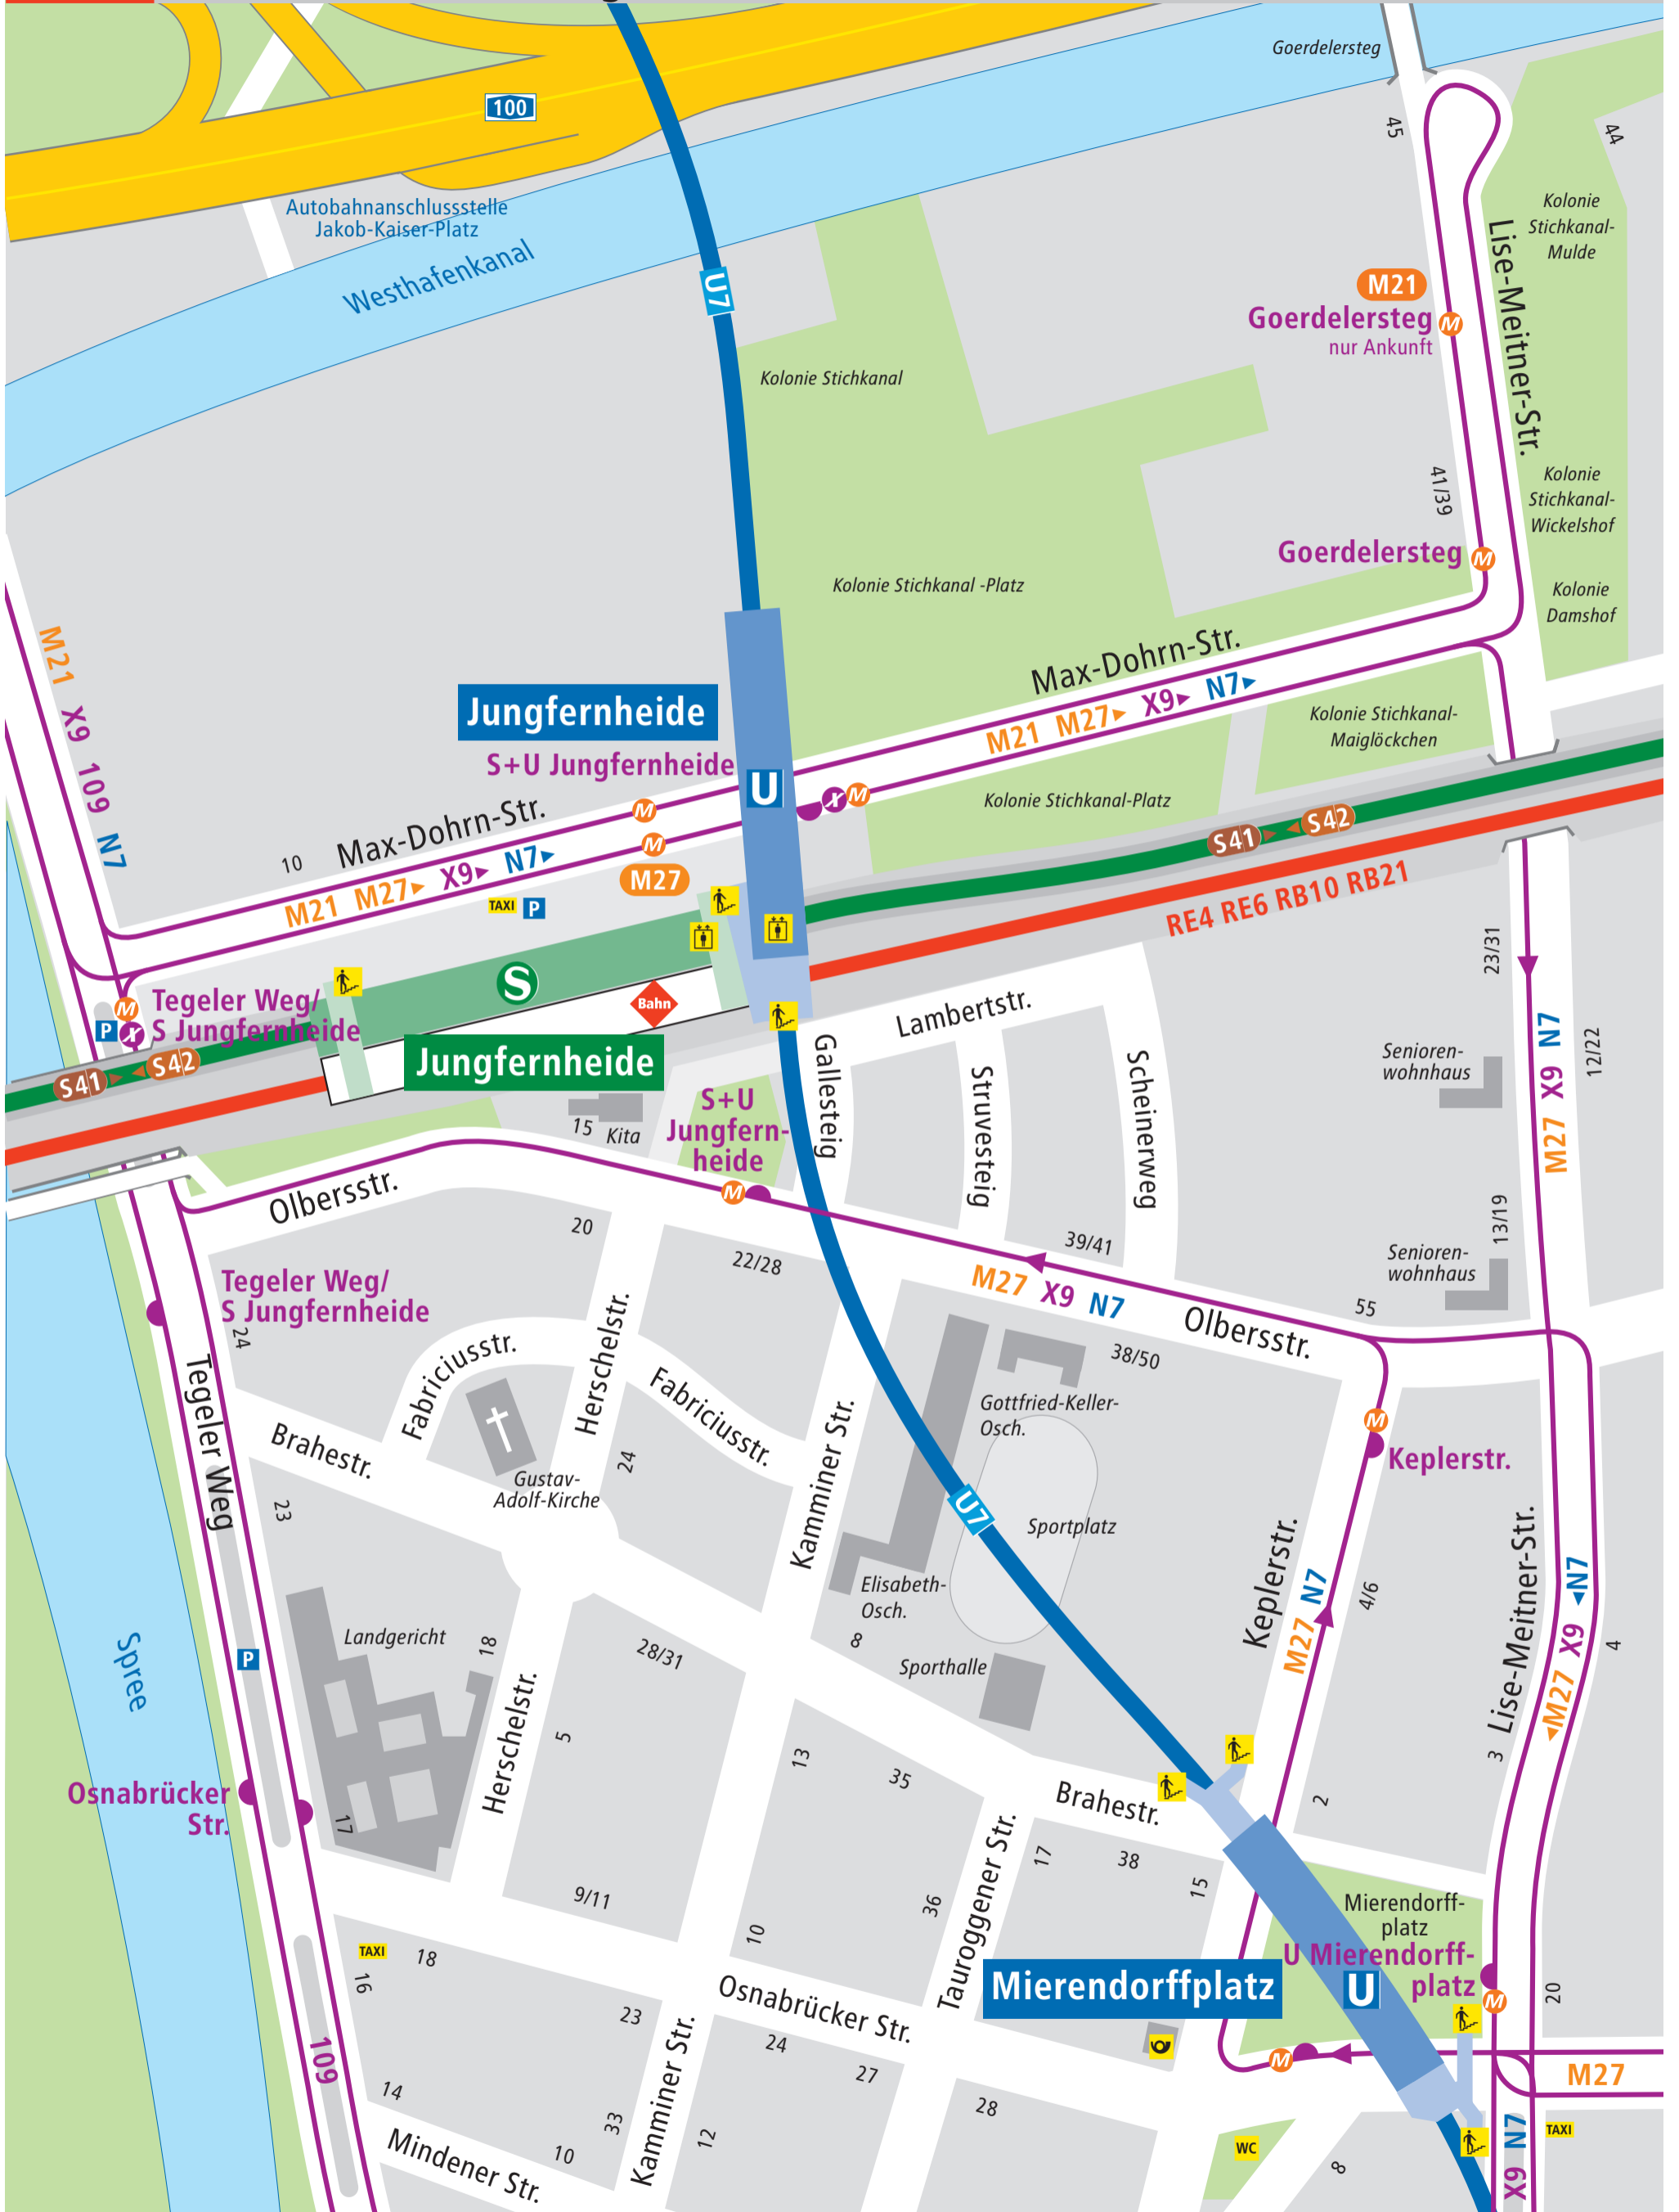 Goerdelersteg
100
45
44
Autobahnanschlussstelle
Jakob-Kaiser-Platz
Westhafenkanal
U7
Kolonie
Stichkanal-
Mulde
Lise-Meitner-Str.
M21
Goerdelersteg
M
nur Ankunft
Kolonie Stichkanal
41/39
Kolonie
Stichkanal-
Wickelshof
Goerdelersteg
M
Kolonie Stichkanal -Platz
Kolonie
Damshof
M21 X9 109 N7
Max-Dohrn-Str.
M21 M27 X9 N7
Jungfernheide
S+U Jungfernheide
U
Kolonie Stichkanal-
Maiglöckchen
Kolonie Stichkanal-Platz
X M
M
M
10
Max-Dohrn-Str.
M21 M27 X9 N7
M27
TAXI P
S41 S42
RE4 RE6 RB10 RB21
23/31
S
Bahn
M
Tegeler Weg/
S Jungfernheide
P X
S41 S42
Jungfernheide
Lambertstr.
Gallesteig
Struvesteig
Scheinerweg
Senioren-
wohnhaus
M27 X9 N7
12/22
15
Kita
S+U
Jungfern-
heide
M
Olbersstr.
20
22/28
39/41
13/19
Senioren-
wohnhaus
M27 X9 N7
Olbersstr.
55
38/50
Tegeler Weg/
S Jungfernheide
24
Tegeler Weg
Fabriciusstr.
Herschelstr.
Fabriciusstr.
Kamminer Str.
Gottfried-Keller-
Osch.
M
Keplerstr.
Brahestr.
Gustav-
Adolf-Kirche
24
23
U7
Sportplatz
Elisabeth-
Osch.
Keplerstr.
M27 N7
4/6
Lise-Meitner-Str.
M27 X9 N7
4
Spree
P
Landgericht
18
28/31
8
Sporthalle
Herschelstr.
5
13
35
3
2
Osnabrücker
Str.
17
Brahestr.
17
38
15
Tauroggener Str.
36
9/11
10
Mierendorff-
platz
U Mierendorff-
platz
M
U
Mierendorffplatz
20
TAXI
18
16
Osnabrücker Str.
23
24
27
28
M
M27
109
14
Mindener Str.
10
33
Kamminer Str.
12
WC
8
X9 N7
TAXI